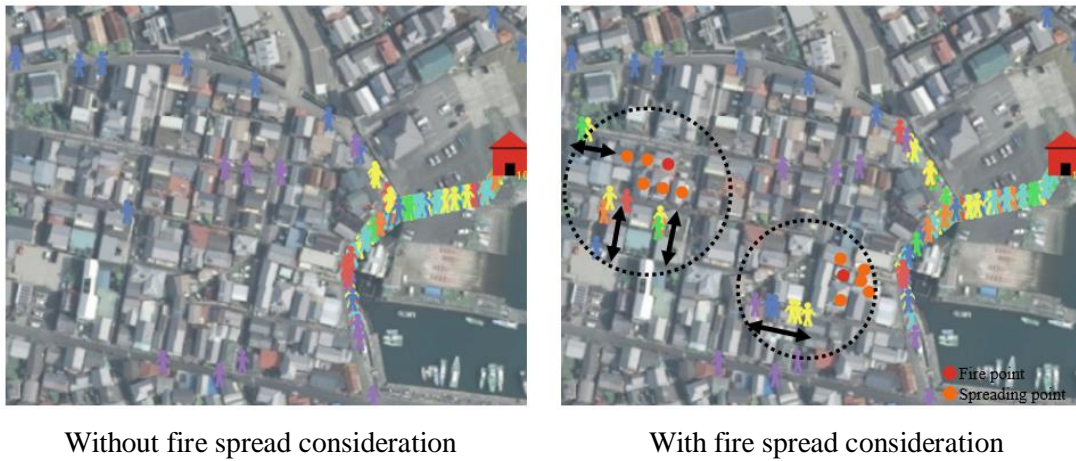 Fire point
Spreading point
Without fire spread consideration
With fire spread consideration